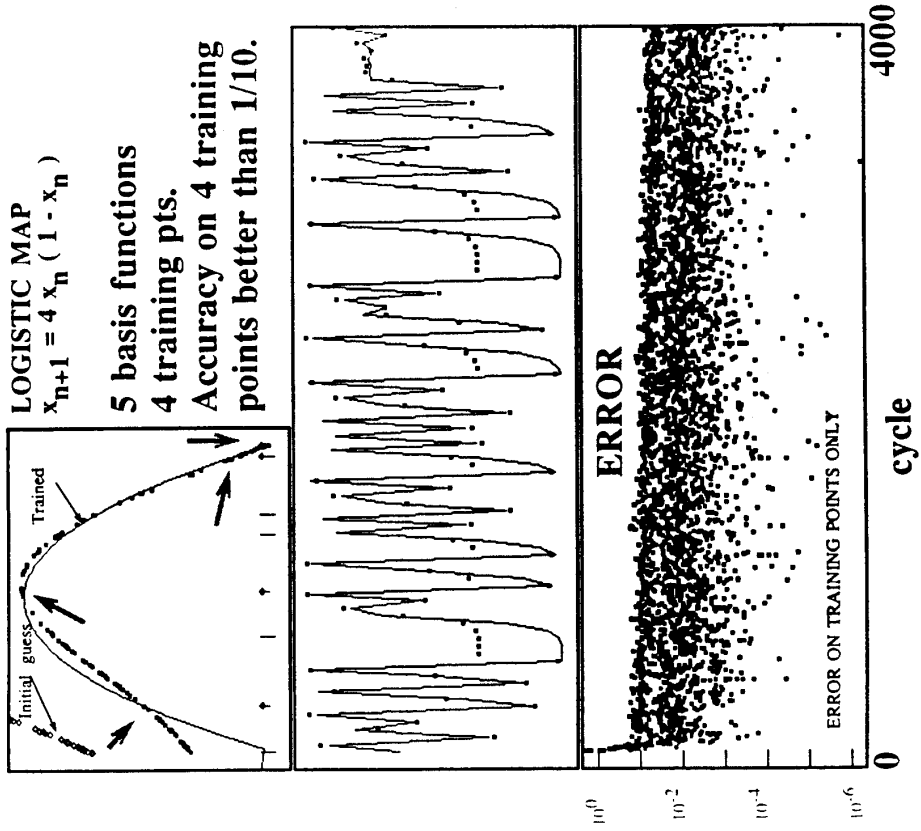 LOGISTIC MAP
x_{n+1} = 4 x_n ( 1 - x_n )
5 basis functions
4 training pts.
Accuracy on 4 training
points better than 1/10.
Initial guess
Trained
ERROR
ERROR ON TRAINING POINTS ONLY
10^0
10^-2
10^-4
10^-6
0
4000
cycle